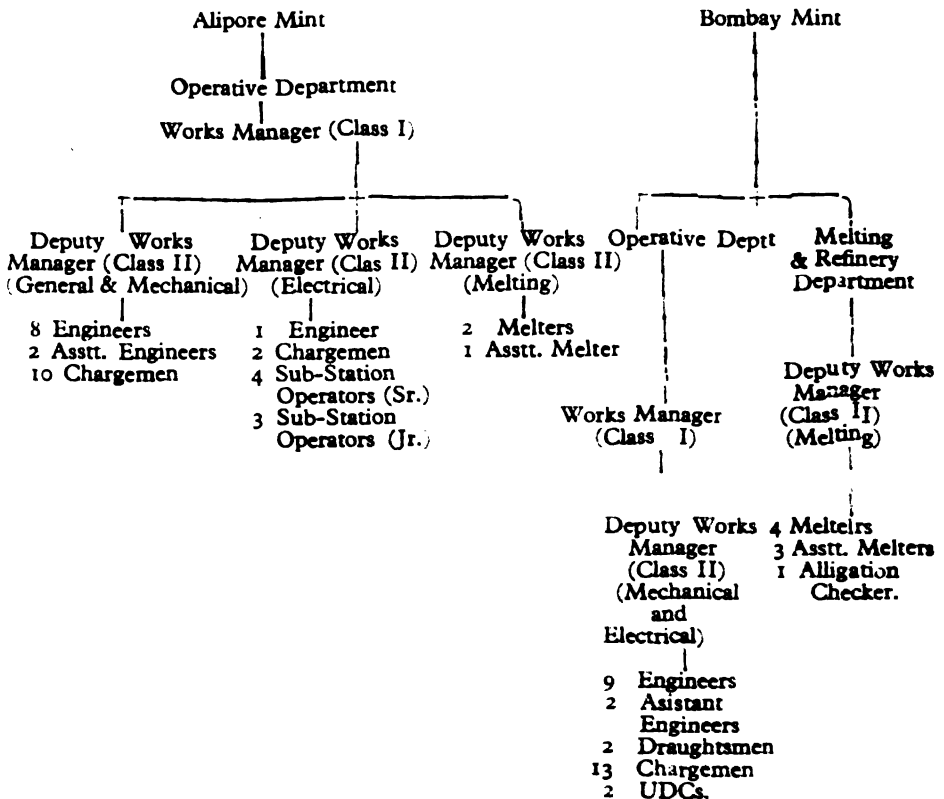 Alipore Mint
Operative Department
Works Manager (Class I)
Deputy Works
Manager (Class II)
(General & Mechanical)
8 Engineers
2 Asstt. Engineers
10 Chargemen
Deputy Works
Manager (Clas II)
(Electrical)
1 Engineer
2 Chargemen
4 Sub-Station
Operators (Sr.)
3 Sub-Station
Operators (Jr.)
Deputy Works
Manager (Class II)
(Melting)
2 Melters
1 Asstt. Melter
Bombay Mint
Operative Deptt
Works Manager
(Class I)
Deputy Works
Manager
(Class II)
(Mechanical
and
Electrical)
9 Engineers
2 Asistant
Engineers
2 Draughtsmen
13 Chargemen
2 UDCs.
Melting
& Refinery
Department
Deputy Works
Manager
(Class II)
(Melting)
4 Melteirs
3 Asstt. Melters
1 Alligation
Checker.